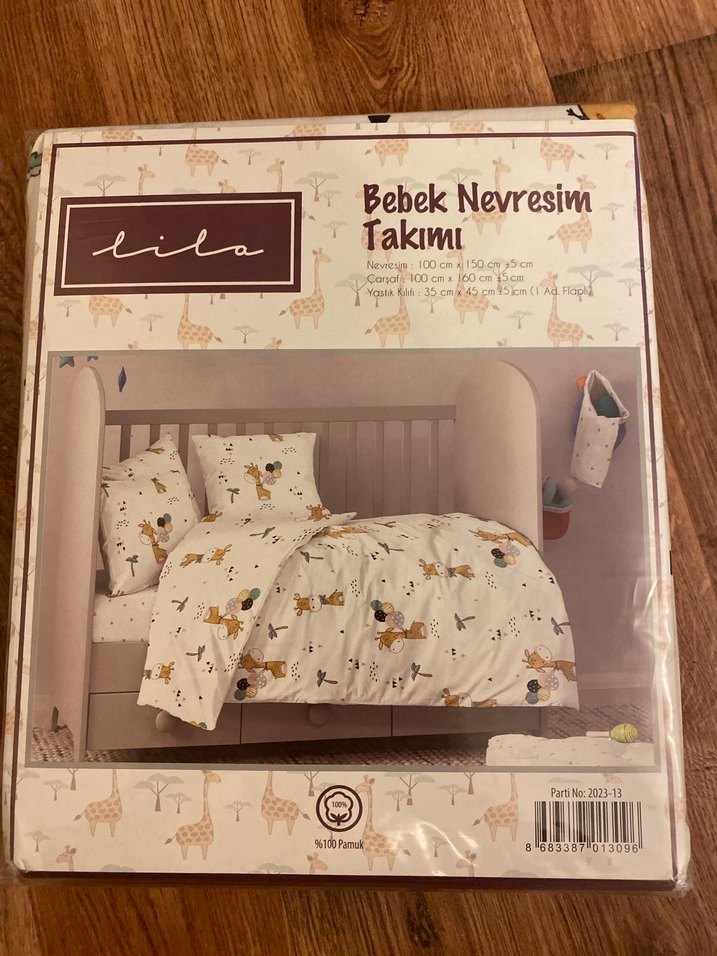 lila
Bebek Nevresim
Takımı
Nevresim : 100 cm x 150 cm ±5 cm
Çarşaf : 100 cm x 160 cm ±5 cm
Yastık Kılıfı : 35 cm x 45 cm ±5 cm (1 Ad. Flaplı)
100%
%100 Pamuk
Parti No: 2023-13
8 683387 013096